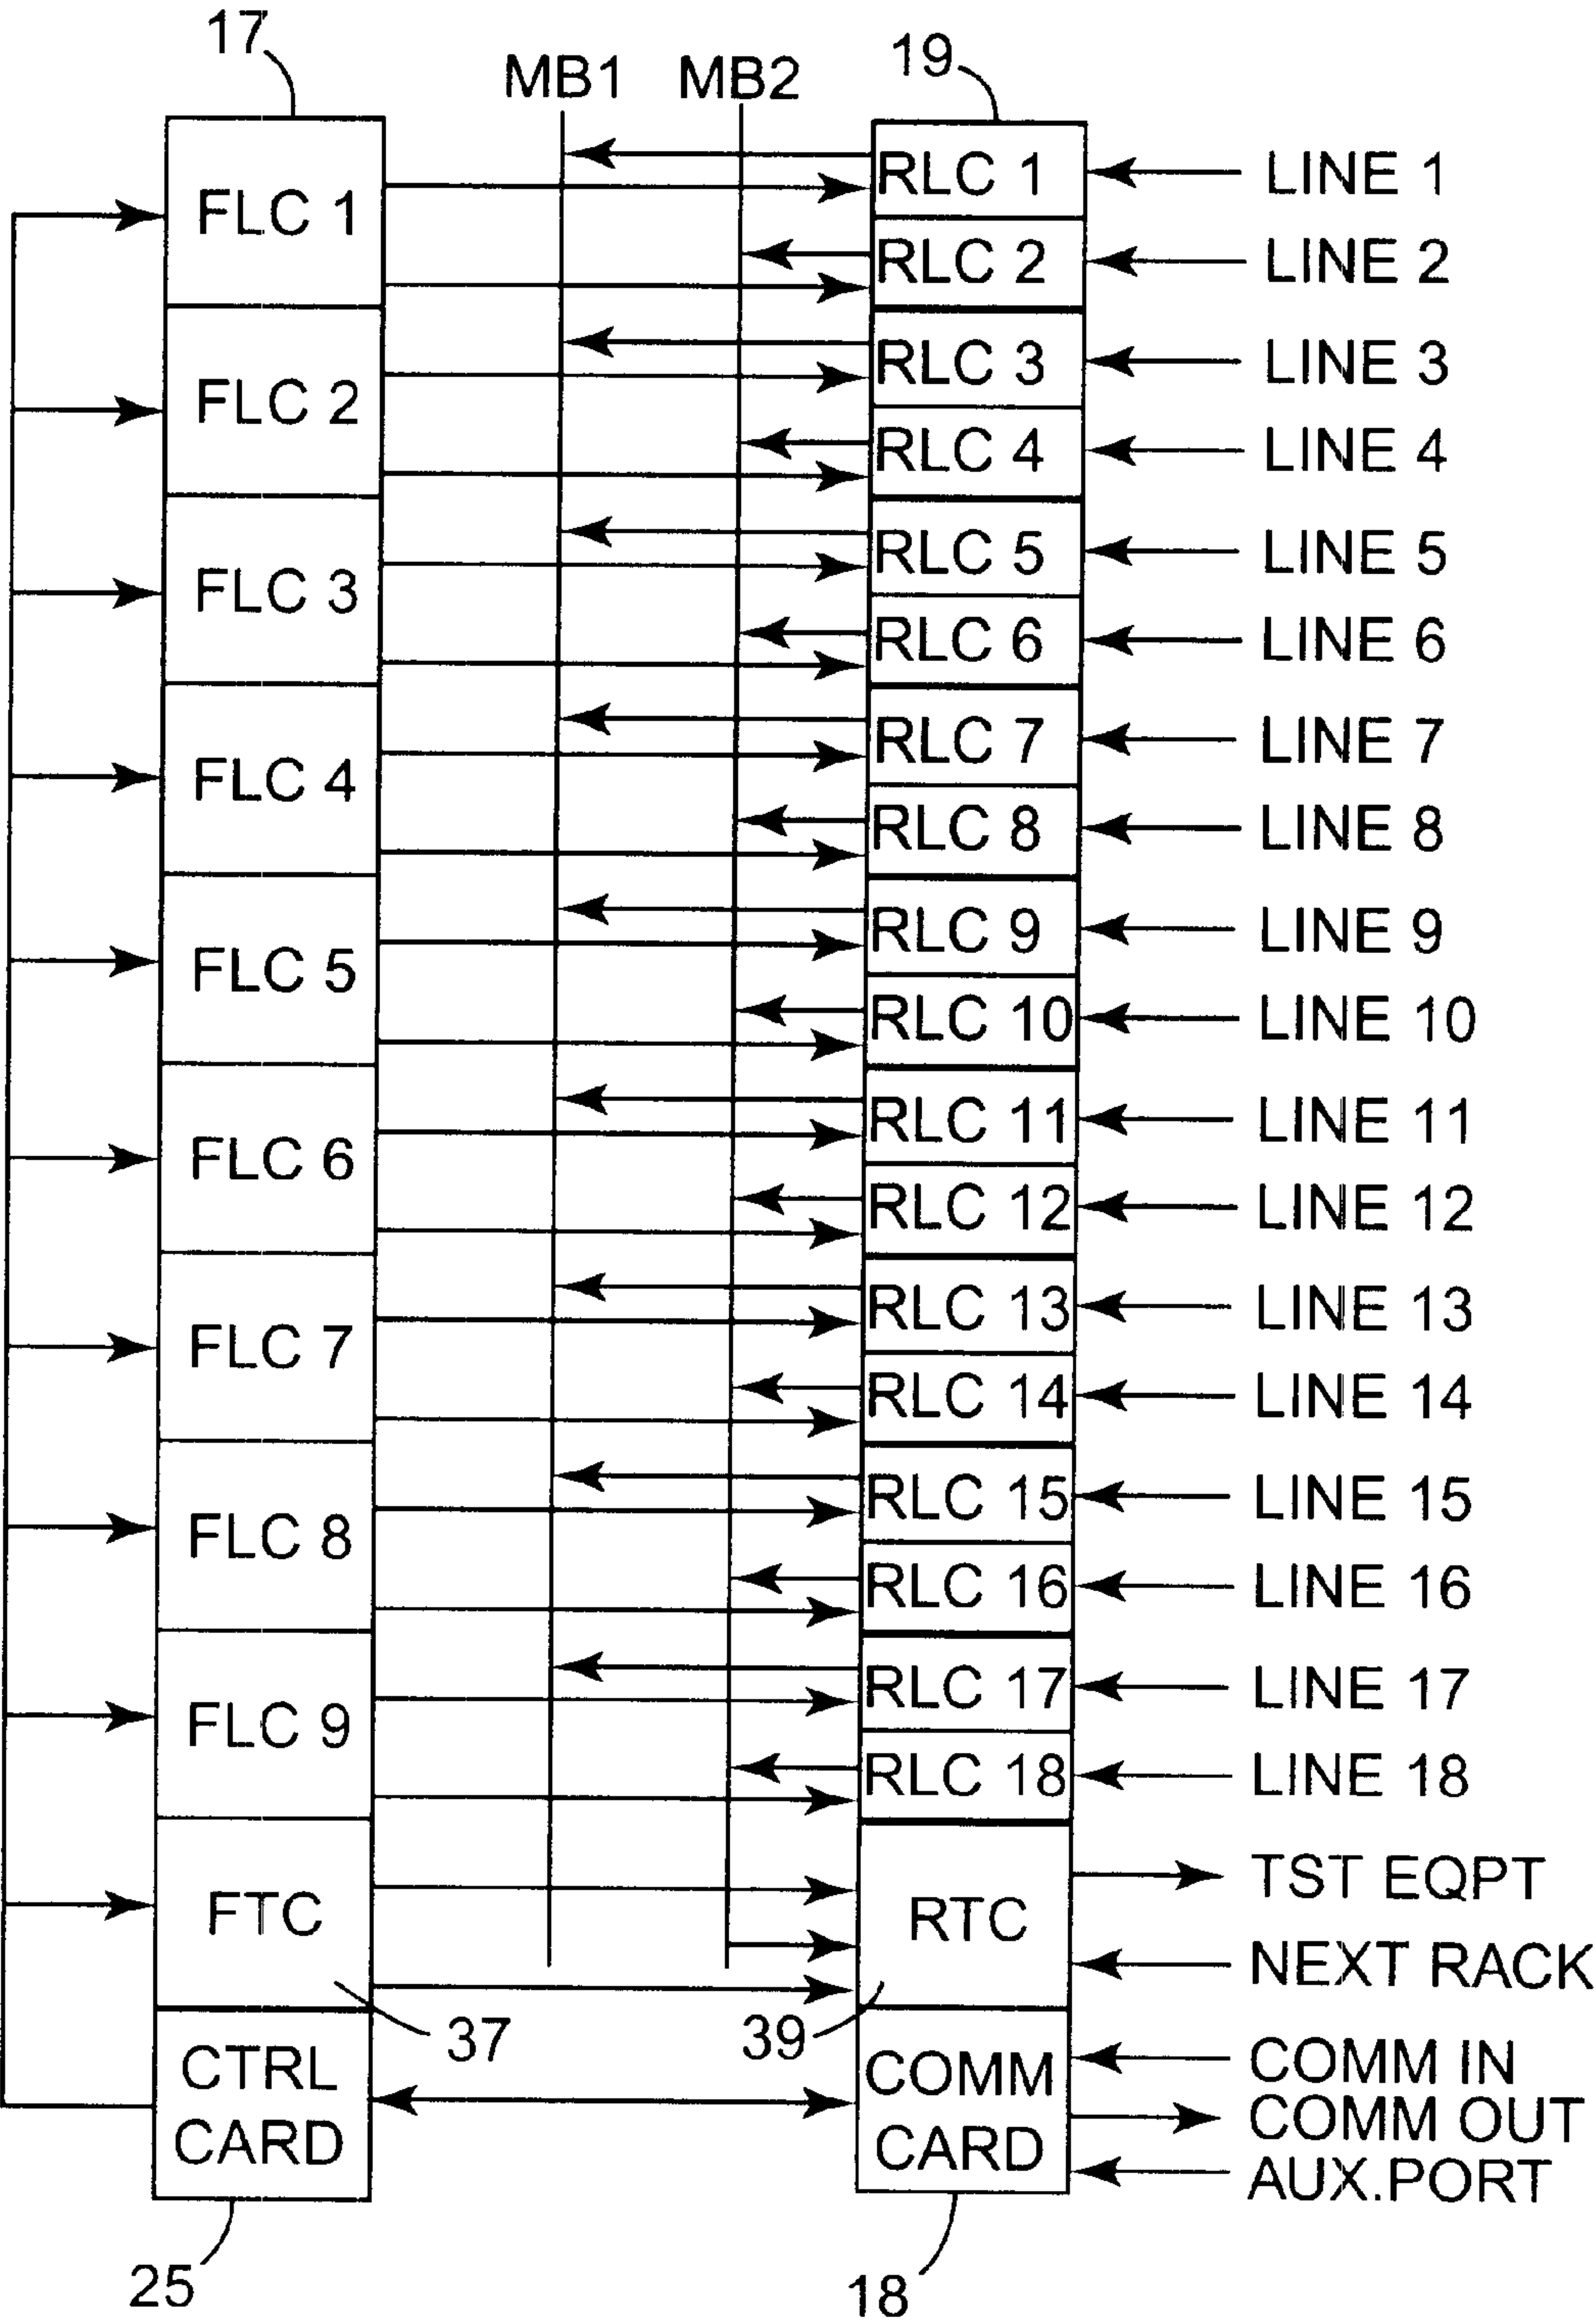 17
MB1 MB2
19
FLC 1
RLC 1 LINE 1
RLC 2 LINE 2
FLC 2
RLC 3 LINE 3
RLC 4 LINE 4
FLC 3
RLC 5 LINE 5
RLC 6 LINE 6
FLC 4
RLC 7 LINE 7
RLC 8 LINE 8
FLC 5
RLC 9 LINE 9
RLC 10 LINE 10
FLC 6
RLC 11 LINE 11
RLC 12 LINE 12
FLC 7
RLC 13 LINE 13
RLC 14 LINE 14
FLC 8
RLC 15 LINE 15
RLC 16 LINE 16
FLC 9
RLC 17 LINE 17
RLC 18 LINE 18
FTC
37
RTC
39
TST EQPT
NEXT RACK
CTRL
CARD
25
COMM
CARD
18
COMM IN
COMM OUT
AUX.PORT